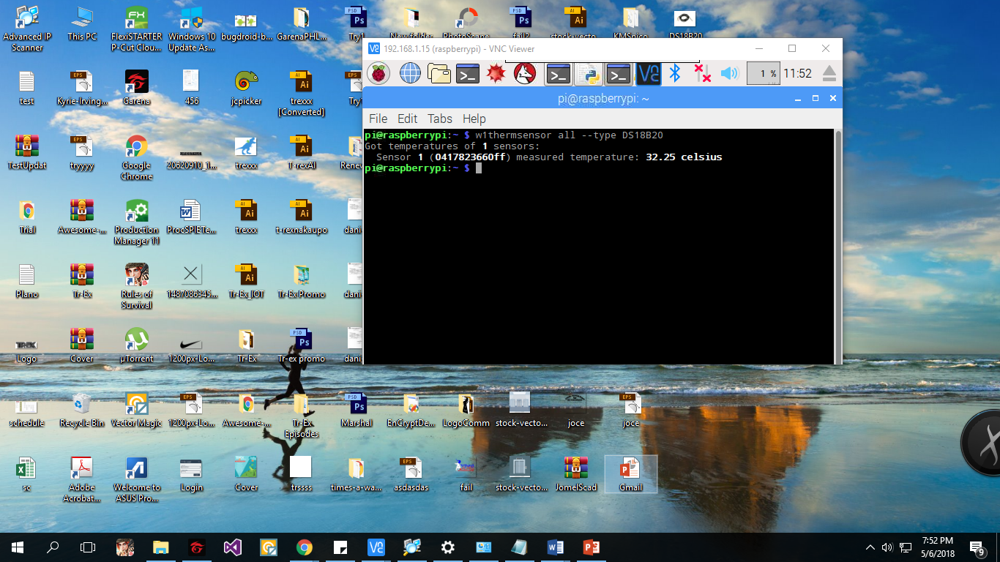 Advanced IP
Scanner
This PC
FlexiSTARTER
P-Cut Clou...
Windows 10
Update As...
bugdroid-b...
GarenaPHL...
Try1
New folder
PhotoScape
fail2
stock-vecto...
KMSpico
DS18B20
192.168.1.15 (raspberrypi) - VNC Viewer
1 %
11:52
pi@raspberrypi: ~
File Edit Tabs Help
pi@raspberrypi:~ $ w1thermsensor all --type DS18B20
Got temperatures of 1 sensors:
Sensor 1 (0417823660ff) measured temperature: 32.25 celsius
pi@raspberrypi:~ $
test
Kyrie-Irving...
Garena
456
jcpicker
trexxx
[Converted]
TestUpdat
tryyyy
Google
Chrome
20620910_1...
trexxx
T-rexAI
Trial
Awesome-...
Production
Manager 11
ProcSPIETe...
trexxx
t-rexnakaupo
Plano
Tr-Ex
Rules of
Survival
1487086345...
Tr-Ex_IOT
Tr-Ex Promo
Logo
Cover
µTorrent
1200px-Lo...
Tr-Ex
Tr-ex promo
schedule
Recycle Bin
Vector Magic
1200px-Lo...
Awesome-...
Tr-Ex
Episodes
Marshal
EnCryptDe...
LogoComm
stock-vecto...
joce
joce
sc
Adobe
Acrobat...
Welcome to
ASUS Pro...
Login
Cover
trssss
times-a-wa...
asdasdas
fail
stock-vecto...
JomelScad
Gmail
7:52 PM
5/6/2018
9